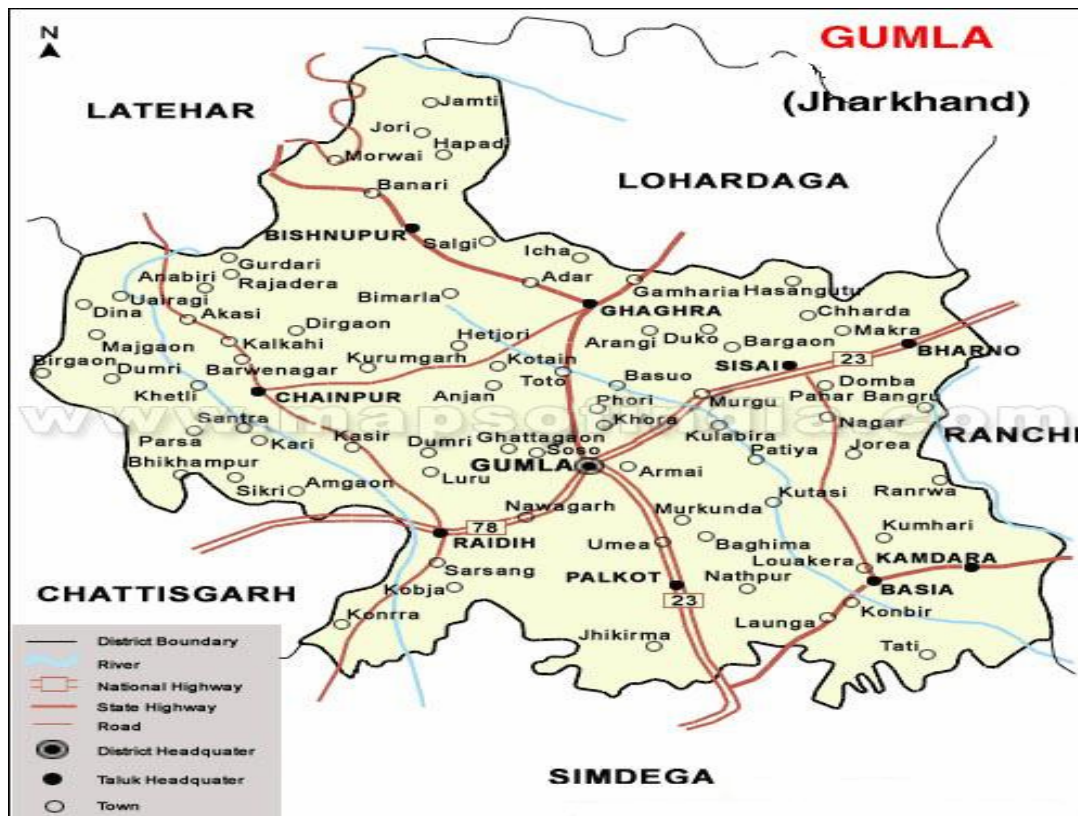 N
GUMLA
(Jharkhand)
LATEHAR
Jamti
Jori
Hapad
Morwai
LOHARDAGA
Banari
BISHNUPUR
Salgi
Icha
Gurdari
Anabiri
Rajadera
Adar
Gamharia
Hasangutu
Uairagi
Bimarla
GHAGHRA
Dina
Akasi
Chharda
Dirgaon
Hetjori
Arangi
Duko
Makra
Majgaon
Kalkahi
Bargaon
BHARNO
Birgaon
Kurumgarh
Kotain
SISAI
23
Dumri
Barwenagar
Toto
Basuo
Domba
Khetli
CHAINPUR
Anjan
Murgu
Pahar Bangru
Phori
www.mapsofindia.com
Santra
Khora
Nagar
RANCHI
Parsa
Kari
Kasir
Dumri
Ghattagaon
Kulabira
Jorea
Soso
Patiya
Bhikhampur
GUMLA
Armai
Luru
Sikri
Amgaon
Ranrwa
Nawagarh
Kutasi
Murkunda
78
Kumhari
RAIDIH
Umea
Baghima
Louakera
KAMDARA
Sarsang
CHATTISGARH
Kobja
PALKOT
Nathpur
BASIA
23
Konbir
Konrra
Launga
Jhikirma
Tati
District Boundary
River
National Highway
State Highway
Road
District Headquater
Taluk Headquater
Town
SIMDEGA